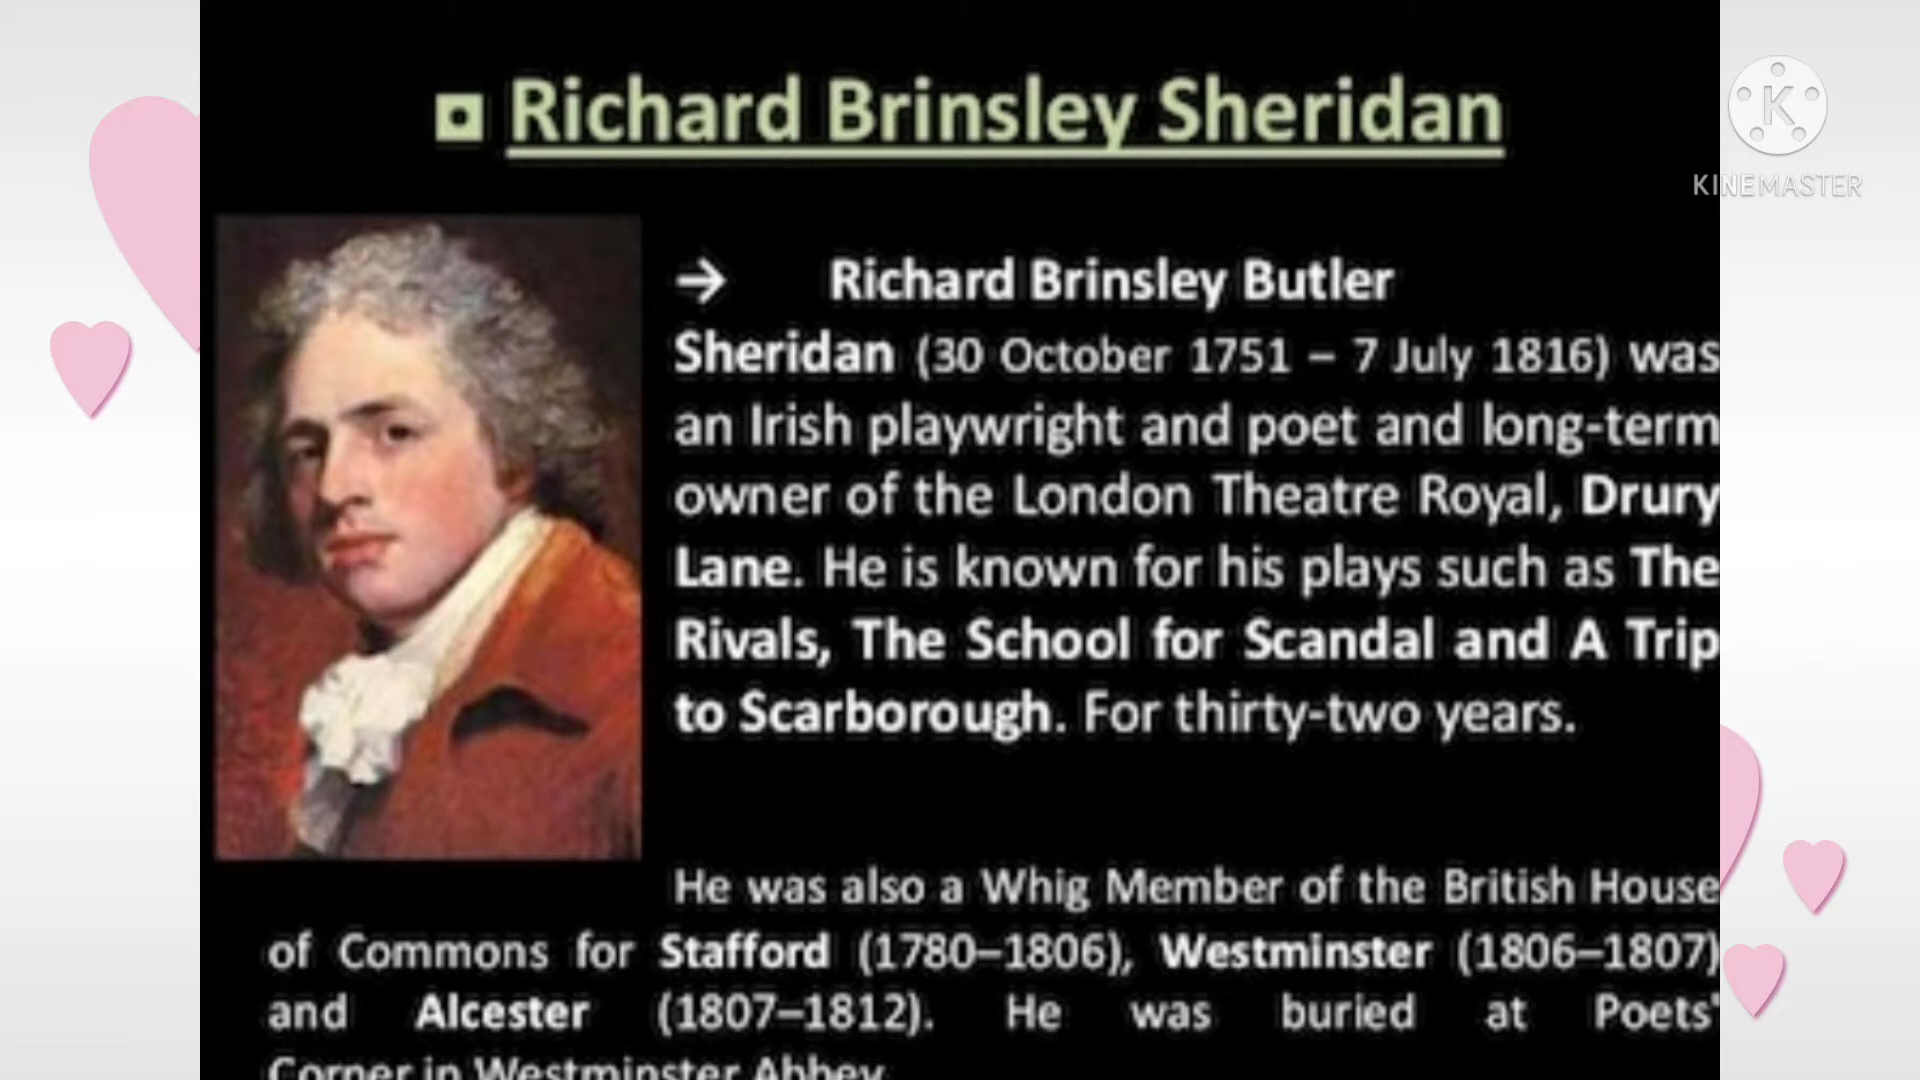 Richard Brinsley Sheridan
K
KINEMASTER
→ Richard Brinsley Butler
Sheridan (30 October 1751 – 7 July 1816) was
an Irish playwright and poet and long-term
owner of the London Theatre Royal, Drury
Lane. He is known for his plays such as The
Rivals, The School for Scandal and A Trip
to Scarborough. For thirty-two years.
He was also a Whig Member of the British House
of Commons for Stafford (1780–1806), Westminster (1806–1807)
and Alcester (1807–1812). He was buried at Poets'
Corner in Westminster Abbey